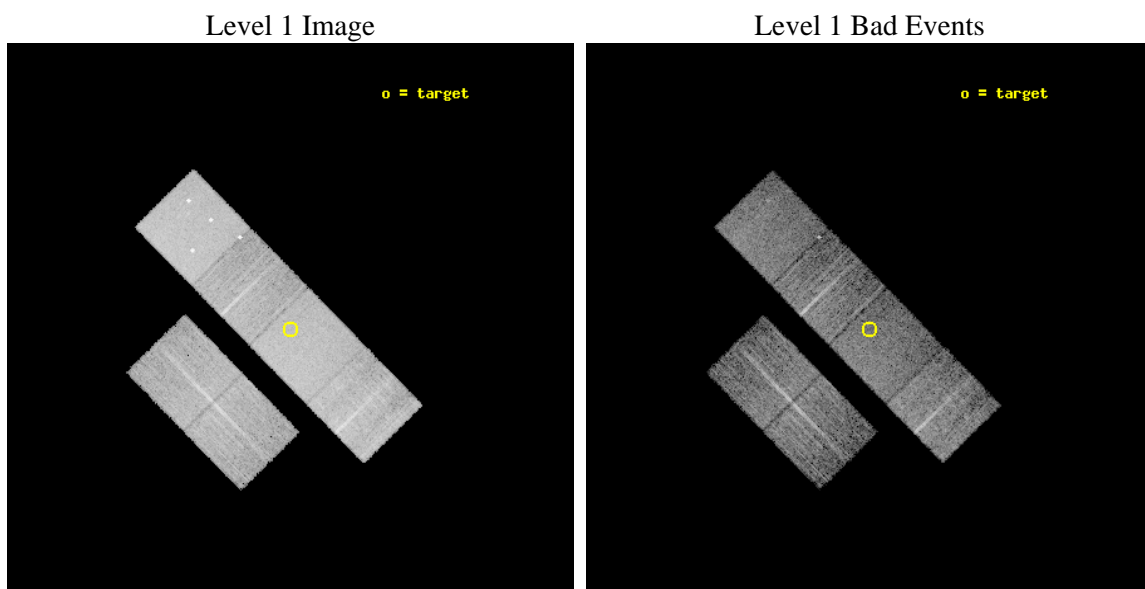 Level 1 Image
Level 1 Bad Events
o = target
o = target